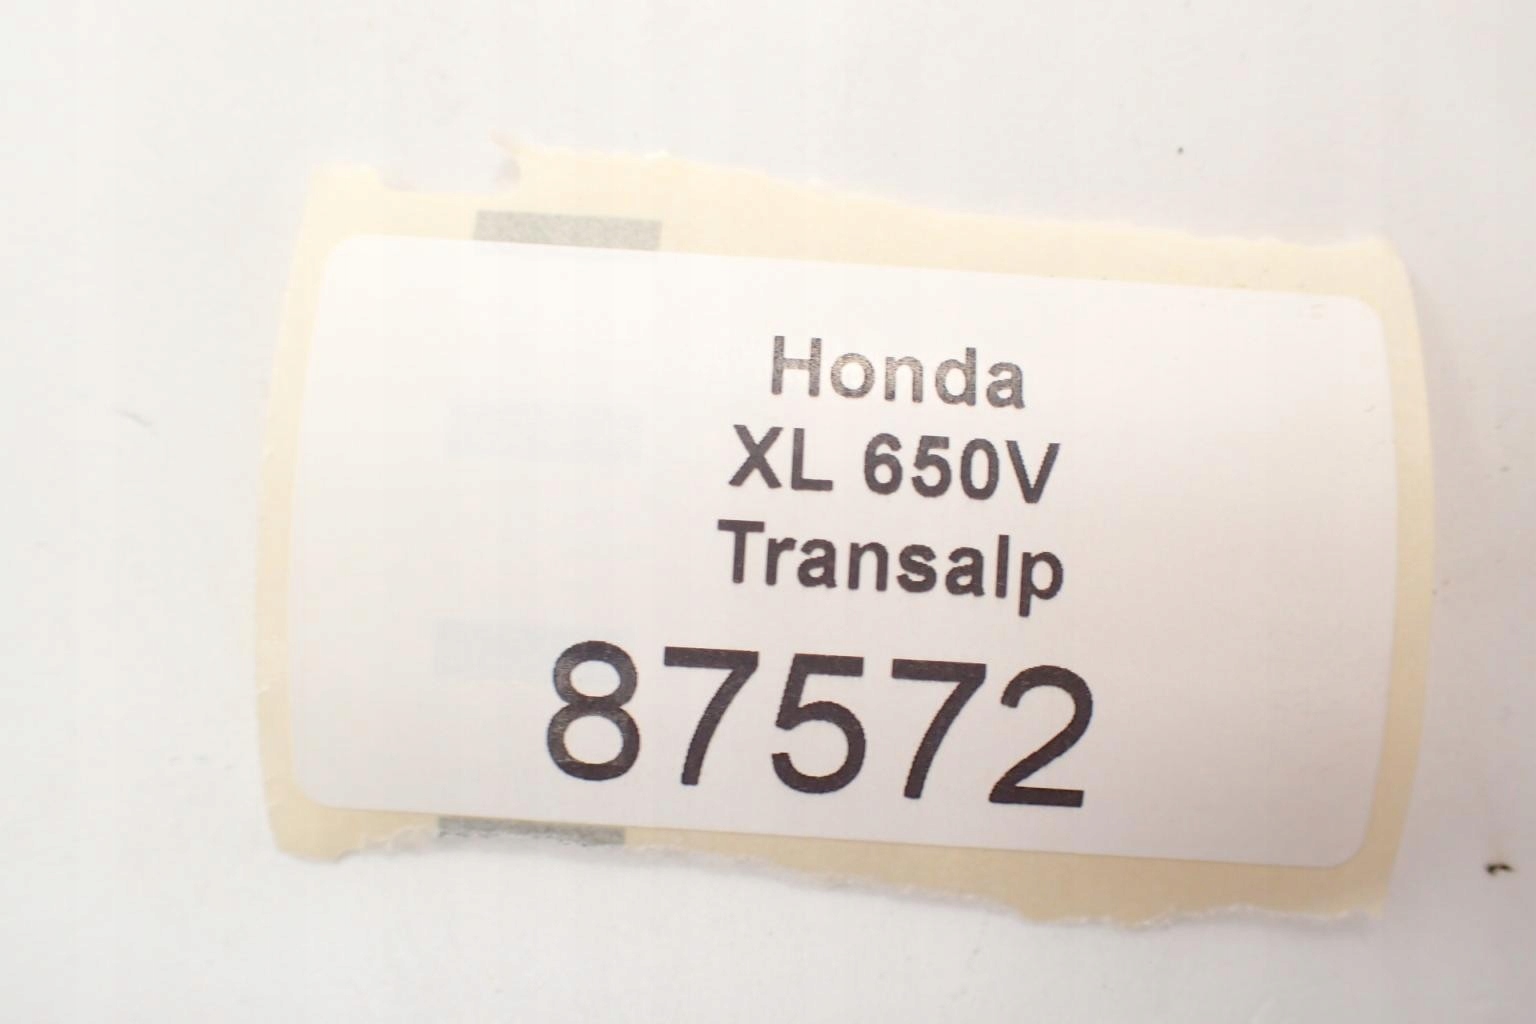 Honda
XL 650V
Transalp
87572